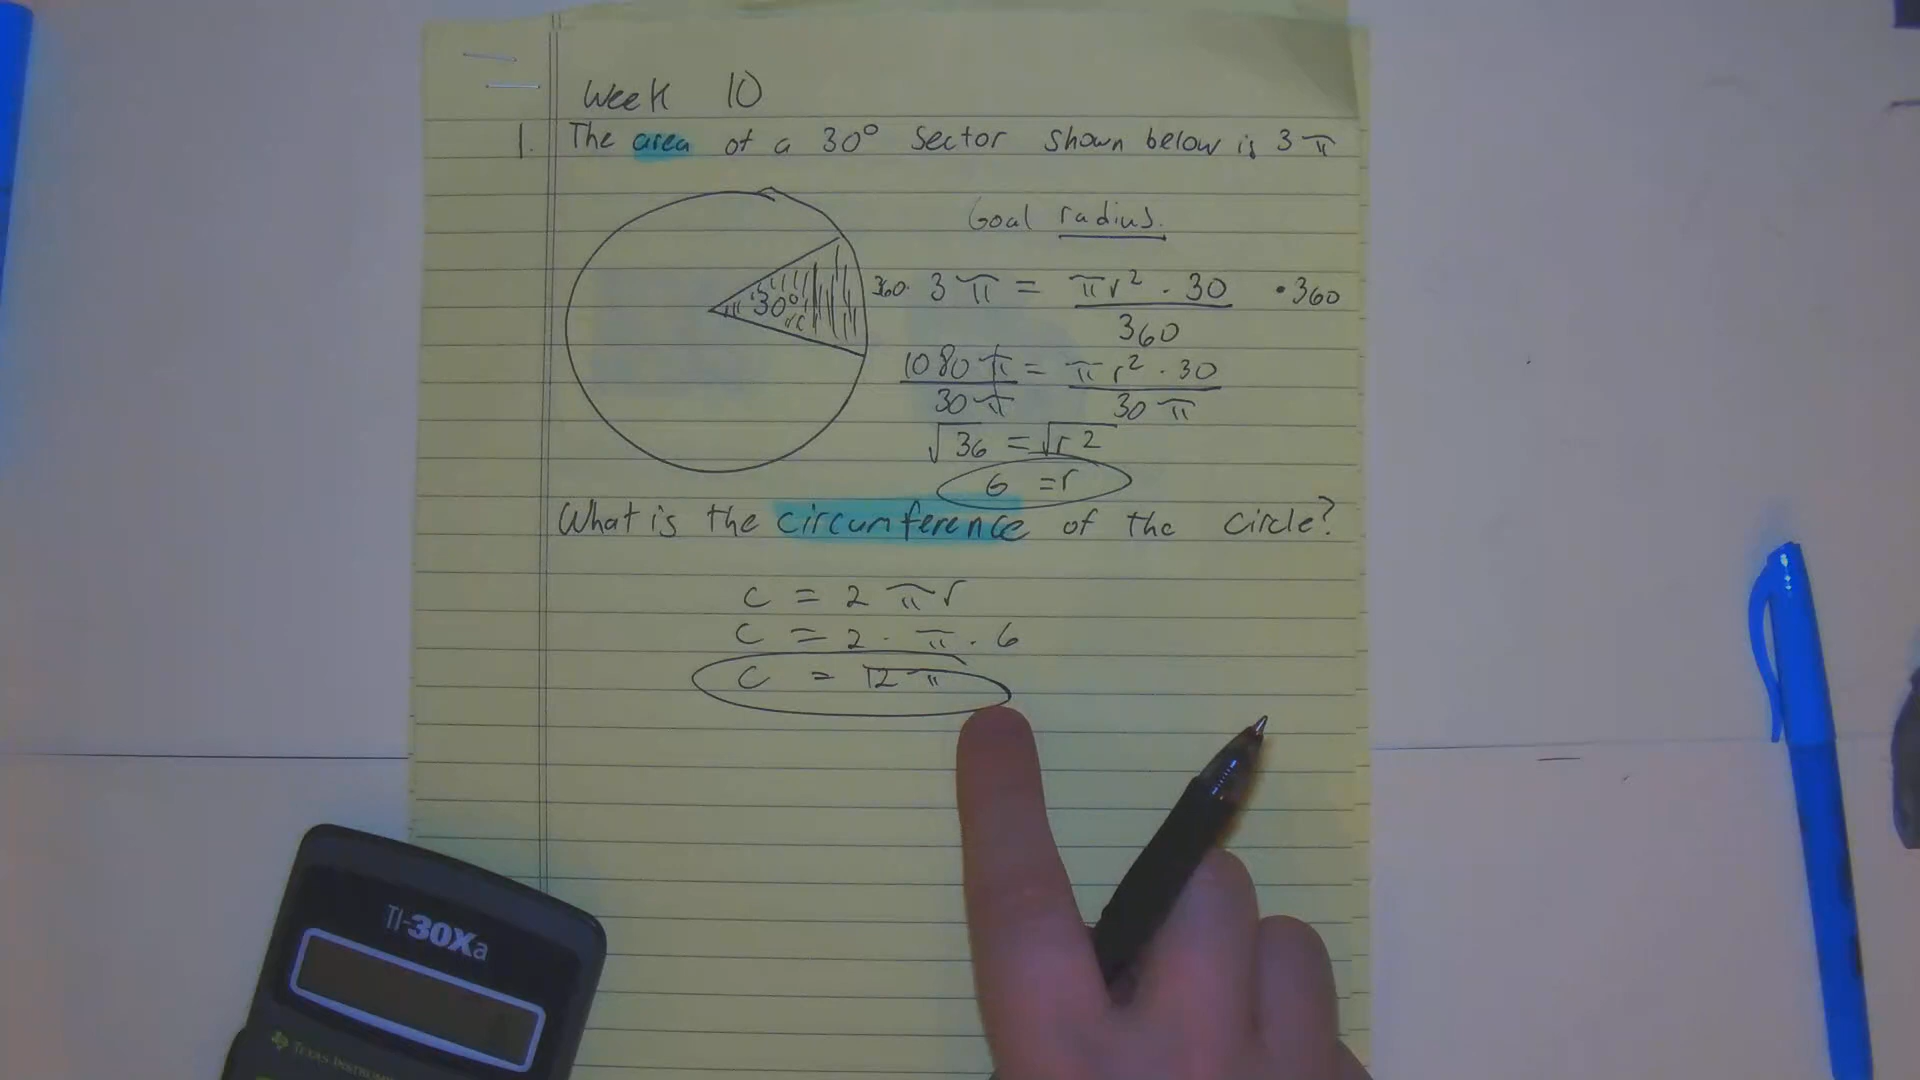 Week 10
1. The area of a 30° Sector shown below is 3π
Goal radius.
30°
360· 3π = πr² · 30 · 360
360
1080π = πr² · 30
30π 30π
√36 = √r²
6 = r
What is the circumference of the circle?
C = 2πr
C = 2 · π · 6
C = 12π
TI-30Xa
TEXAS INSTRUM